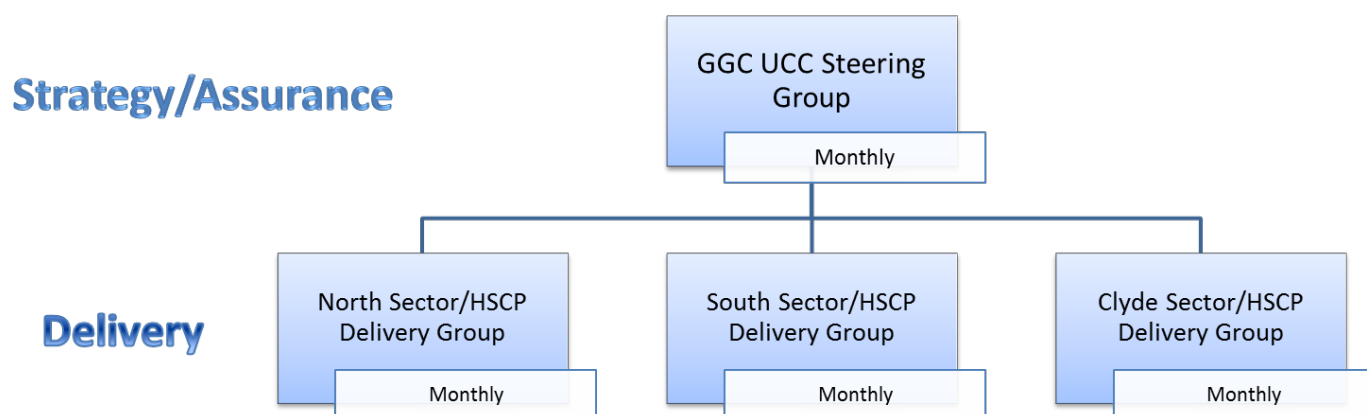 GGC UCC Steering
Group
Strategy/Assurance
Monthly
North Sector/HSCP
Delivery Group
South Sector/HSCP
Delivery Group
Clyde Sector/HSCP
Delivery Group
Delivery
Monthly
Monthly
Monthly